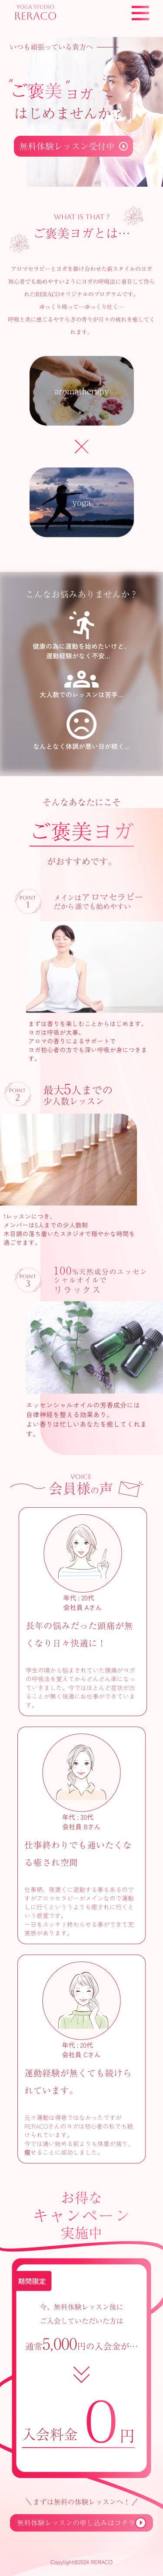 YOGA STUDIO
RERACO
いつも頑張っている貴方へ
"ご褒美"ヨガ
はじめませんか？
無料体験レッスン受付中
WHAT IS THAT ?
ご褒美ヨガとは…
アロマセラピーとヨガを掛け合わせた新スタイルのヨガ
初心者でも始めやすいようにヨガの呼吸法に着目して作ら
れたRERACOオリジナルのプログラムです。
ゆっくり吸って…ゆっくり吐く…
呼吸と共に感じるやすらぎの香りが日々の疲れを癒してく
れます。
aromatherapy
yoga
こんなお悩みありませんか？
健康の為に運動を始めたいけど、
運動経験がなく不安…
大人数でのレッスンは苦手…
なんとなく体調が悪い日が続く…
そんなあなたにこそ
ご褒美ヨガ
がおすすめです。
POINT
1
メインはアロマセラピー
だから誰でも始めやすい
まずは香りを楽しむことからはじめます。
ヨガは呼吸が大事。
アロマの香りによるサポートで
ヨガ初心者の方でも深い呼吸が身につきま
す。
POINT
2
最大5人までの
少人数レッスン
1レッスンにつき、
メンバーは5人までの少人数制
木目調の落ち着いたスタジオで穏やかな時間を
過ごせます。
POINT
3
100%天然成分のエッセン
シャルオイルで
リラックス
エッセンシャルオイルの芳香成分には
自律神経を整える効果あり。
よい香りは忙しいあなたを癒してくれま
す。
VOICE
会員様の声
年代：20代
会社員 Aさん
長年の悩みだった頭痛が無
くなり日々快適に！
学生の頃から悩まされていた頭痛がヨガ
の呼吸法を覚えてからどんどん楽になっ
ていきました。今ではほとんど症状が出
ることが無く快適にお仕事ができていま
す。
年代：30代
会社員 Bさん
仕事終わりでも通いたくな
る癒され空間
仕事柄、夜遅くに退勤する事もあるので
すがアロマセラピーがメインなので運動
しに行くというよりも癒されに行くと
いう感覚です。
一日をスッキリ終わらせる事ができて充
実感があります。
年代：20代
会社員 Cさん
運動経験が無くても続けら
れています。
元々運動は得意ではなかったですが
RERACOさんのヨガは初心者の私でも続
けられています。
今では通い始める前よりも体重が減り、
痩せることに成功しました。
お得な
キャンペーン
実施中
期間限定
今、無料体験レッスン後に
ご入会していただいた方は
通常5,000円の入会金が…
入会料金 0円
＼まずは無料の体験レッスンへ！／
無料体験レッスンの申し込みはコチラ
Copylight@2024 RERACO